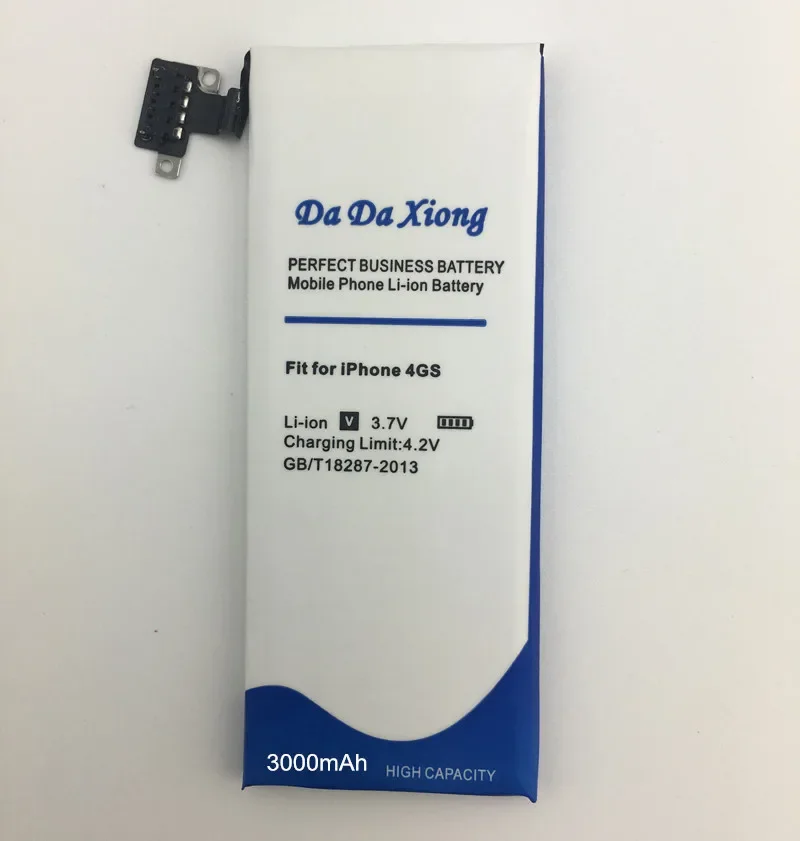 Da Da Xiong
PERFECT BUSINESS BATTERY
Mobile Phone Li-ion Battery
Fit for iPhone 4GS
Li-ion V 3.7V
Charging Limit:4.2V
GB/T18287-2013
3000mAh
HIGH CAPACITY